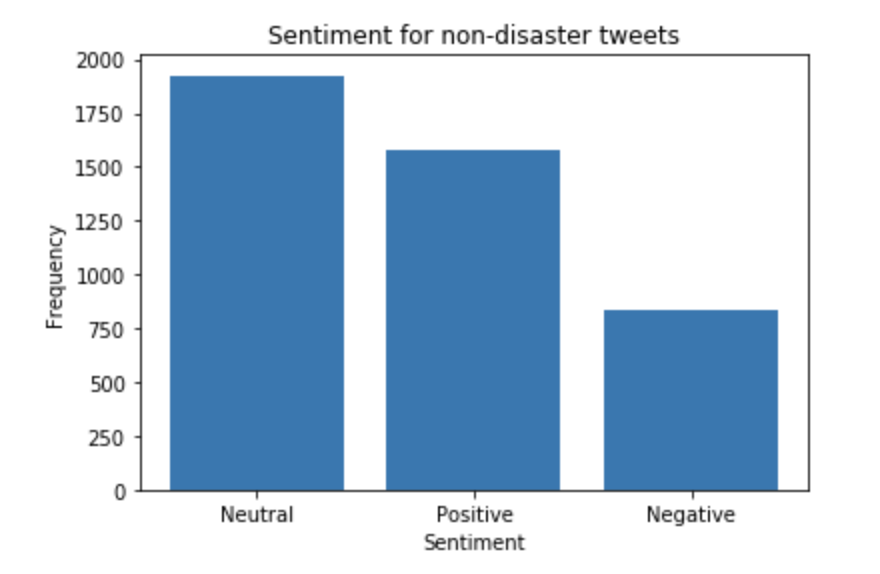 Sentiment for non-disaster tweets
2000
1750
1500
1250
1000
750
500
250
0
Frequency
Neutral Positive Negative
Sentiment